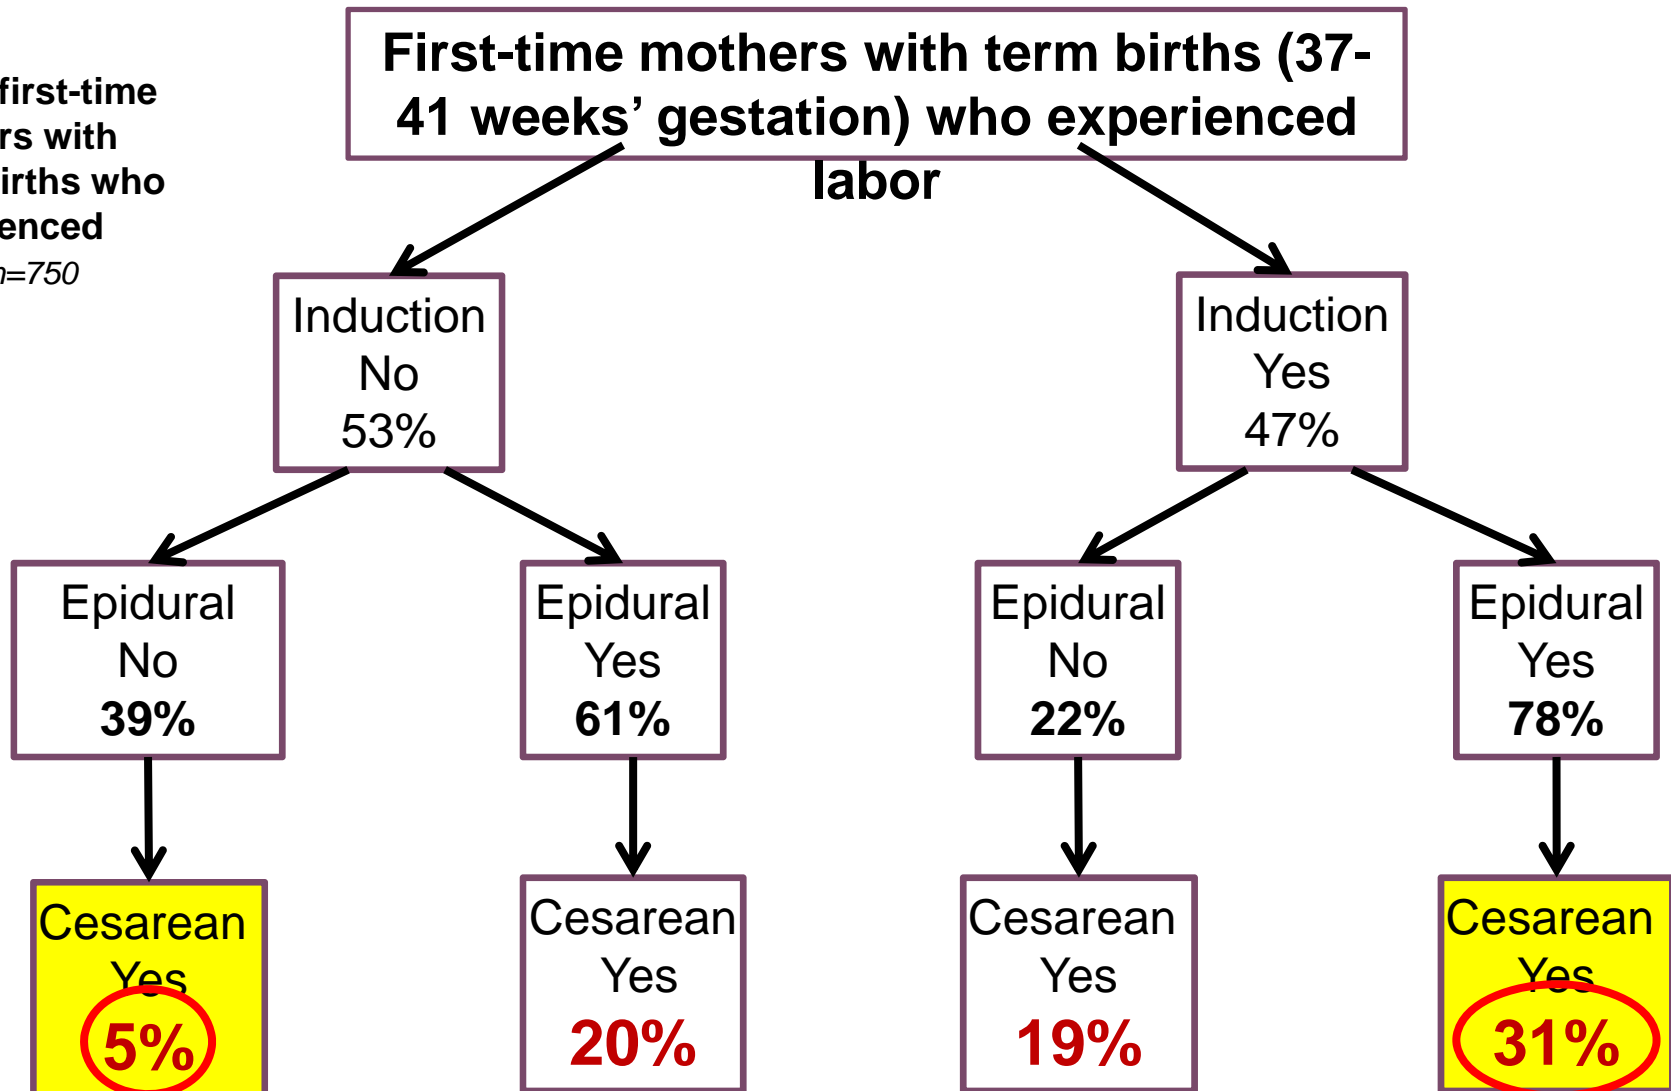 First-time mothers with term births (37-
41 weeks’ gestation) who experienced
labor
first-time
rs with
irths who
enced
n=750
Induction
No
53%
Induction
Yes
47%
Epidural
No
39%
Epidural
Yes
61%
Epidural
No
22%
Epidural
Yes
78%
Cesarean
Yes
5%
Cesarean
Yes
20%
Cesarean
Yes
19%
Cesarean
Yes
31%